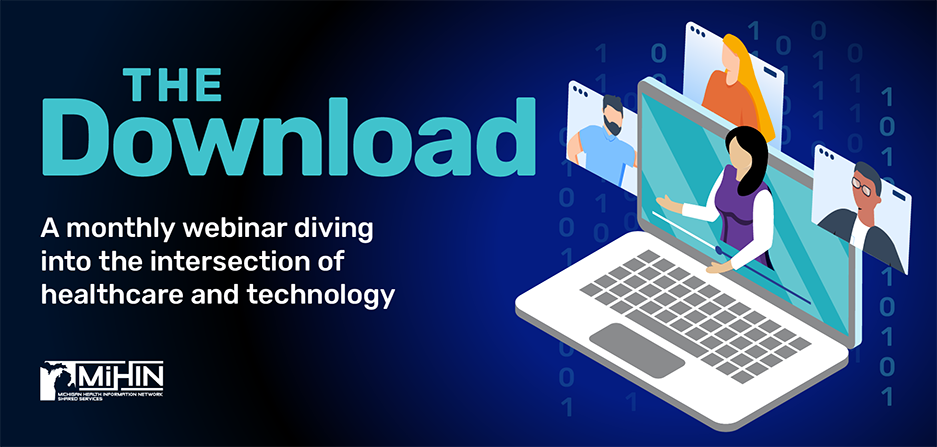 THE
Download
A monthly webinar diving
into the intersection of
healthcare and technology
MiHIN
MICHIGAN HEALTH INFORMATION NETWORK
SHARED SERVICES